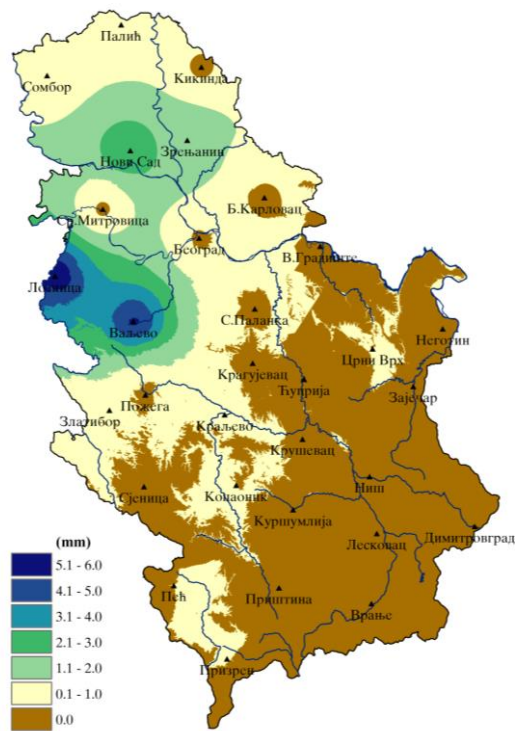 Палић
Кикинда
Сомбор
Зрењанин
Нови Сад
Ср.Митровица
Б.Карловац
Београд
В.Градиште
Лозница
С.Паланка
Ваљево
Неготин
Црни Врх
Крагујевац
Ћуприја
Зајечар
Пожега
Златибор
Краљево
Крушевац
Ниш
Сјеница
Копаоник
Куршумлија
Димитровград
Лесковац
(mm)
5.1 - 6.0
4.1 - 5.0
3.1 - 4.0
2.1 - 3.0
1.1 - 2.0
0.1 - 1.0
0.0
Пећ
Приштина
Врање
Призрен